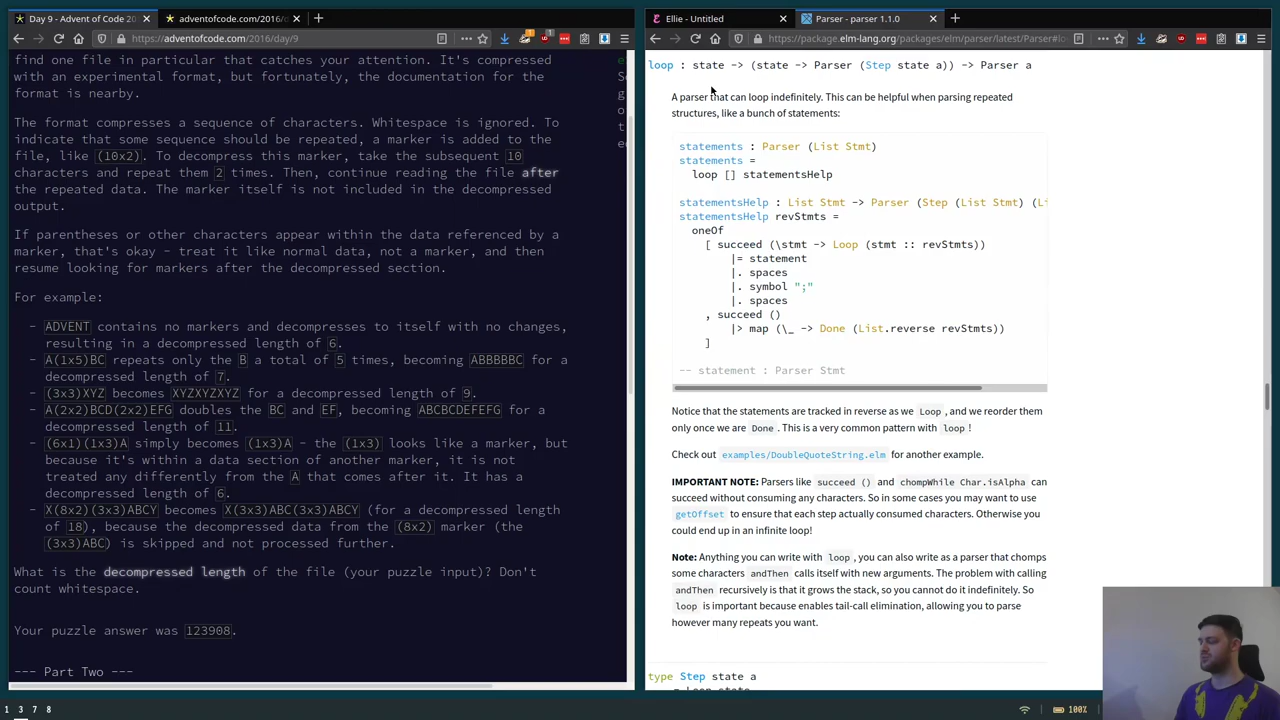 Day 9 - Advent of Code 20
adventofcode.com/2016/d
https://adventofcode.com/2016/day/9
find one file in particular that catches your attention. It's compressed
with an experimental format, but fortunately, the documentation for the
format is nearby.
The format compresses a sequence of characters. Whitespace is ignored. To
indicate that some sequence should be repeated, a marker is added to the
file, like (10x2). To decompress this marker, take the subsequent 10
characters and repeat them 2 times. Then, continue reading the file after
the repeated data. The marker itself is not included in the decompressed
output.
If parentheses or other characters appear within the data referenced by a
marker, that's okay - treat it like normal data, not a marker, and then
resume looking for markers after the decompressed section.
For example:
- ADVENT contains no markers and decompresses to itself with no changes,
resulting in a decompressed length of 6.
- A(1x5)BC repeats only the B a total of 5 times, becoming ABBBBBC for a
decompressed length of 7.
- (3x3)XYZ becomes XYZXYZXYZ for a decompressed length of 9.
- A(2x2)BCD(2x2)EFG doubles the BC and EF, becoming ABCBCDEFEFG for a
decompressed length of 11.
- (6x1)(1x3)A simply becomes (1x3)A - the (1x3) looks like a marker, but
because it's within a data section of another marker, it is not
treated any differently from the A that comes after it. It has a
decompressed length of 6.
- X(8x2)(3x3)ABCY becomes X(3x3)ABC(3x3)ABCY (for a decompressed length
of 18), because the decompressed data from the (8x2) marker (the
(3x3)ABC) is skipped and not processed further.
What is the decompressed length of the file (your puzzle input)? Don't
count whitespace.
Your puzzle answer was 123908.
--- Part Two ---
Ellie - Untitled
Parser - parser 1.1.0
https://package.elm-lang.org/packages/elm/parser/latest/Parser#lo
loop : state -> (state -> Parser (Step state a)) -> Parser a
A parser that can loop indefinitely. This can be helpful when parsing repeated
structures, like a bunch of statements:
statements : Parser (List Stmt)
statements =
loop [] statementsHelp
statementsHelp : List Stmt -> Parser (Step (List Stmt) (Li
statementsHelp revStmts =
oneOf
[ succeed (\stmt -> Loop (stmt :: revStmts))
|= statement
|. spaces
|. symbol ";"
|. spaces
, succeed ()
|> map (\_ -> Done (List.reverse revStmts))
]
-- statement : Parser Stmt
Notice that the statements are tracked in reverse as we Loop, and we reorder them
only once we are Done. This is a very common pattern with loop!
Check out examples/DoubleQuoteString.elm for another example.
IMPORTANT NOTE: Parsers like succeed () and chompWhile Char.isAlpha can
succeed without consuming any characters. So in some cases you may want to use
getOffset to ensure that each step actually consumed characters. Otherwise you
could end up in an infinite loop!
Note: Anything you can write with loop, you can also write as a parser that chomps
some characters andThen calls itself with new arguments. The problem with calling
andThen recursively is that it grows the stack, so you cannot do it indefinitely. So
loop is important because enables tail-call elimination, allowing you to parse
however many repeats you want.
type Step state a
1 3 7 8
100%